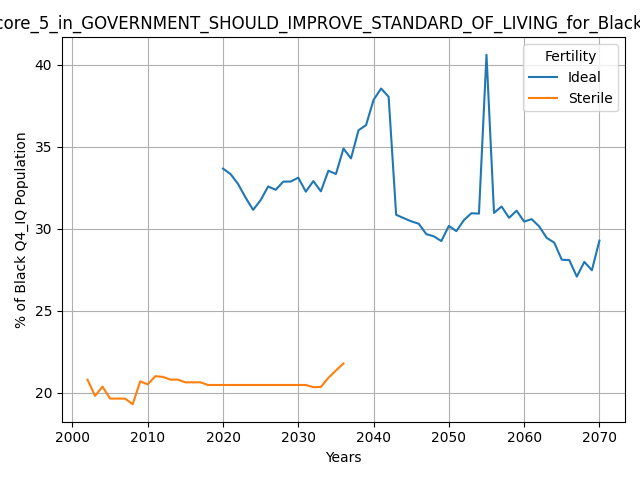 core_5_in_GOVERNMENT_SHOULD_IMPROVE_STANDARD_OF_LIVING_for_Black
Fertility
Ideal
Sterile
% of Black Q4_IQ Population
40
35
30
25
20
2000 2010 2020 2030 2040 2050 2060 2070
Years